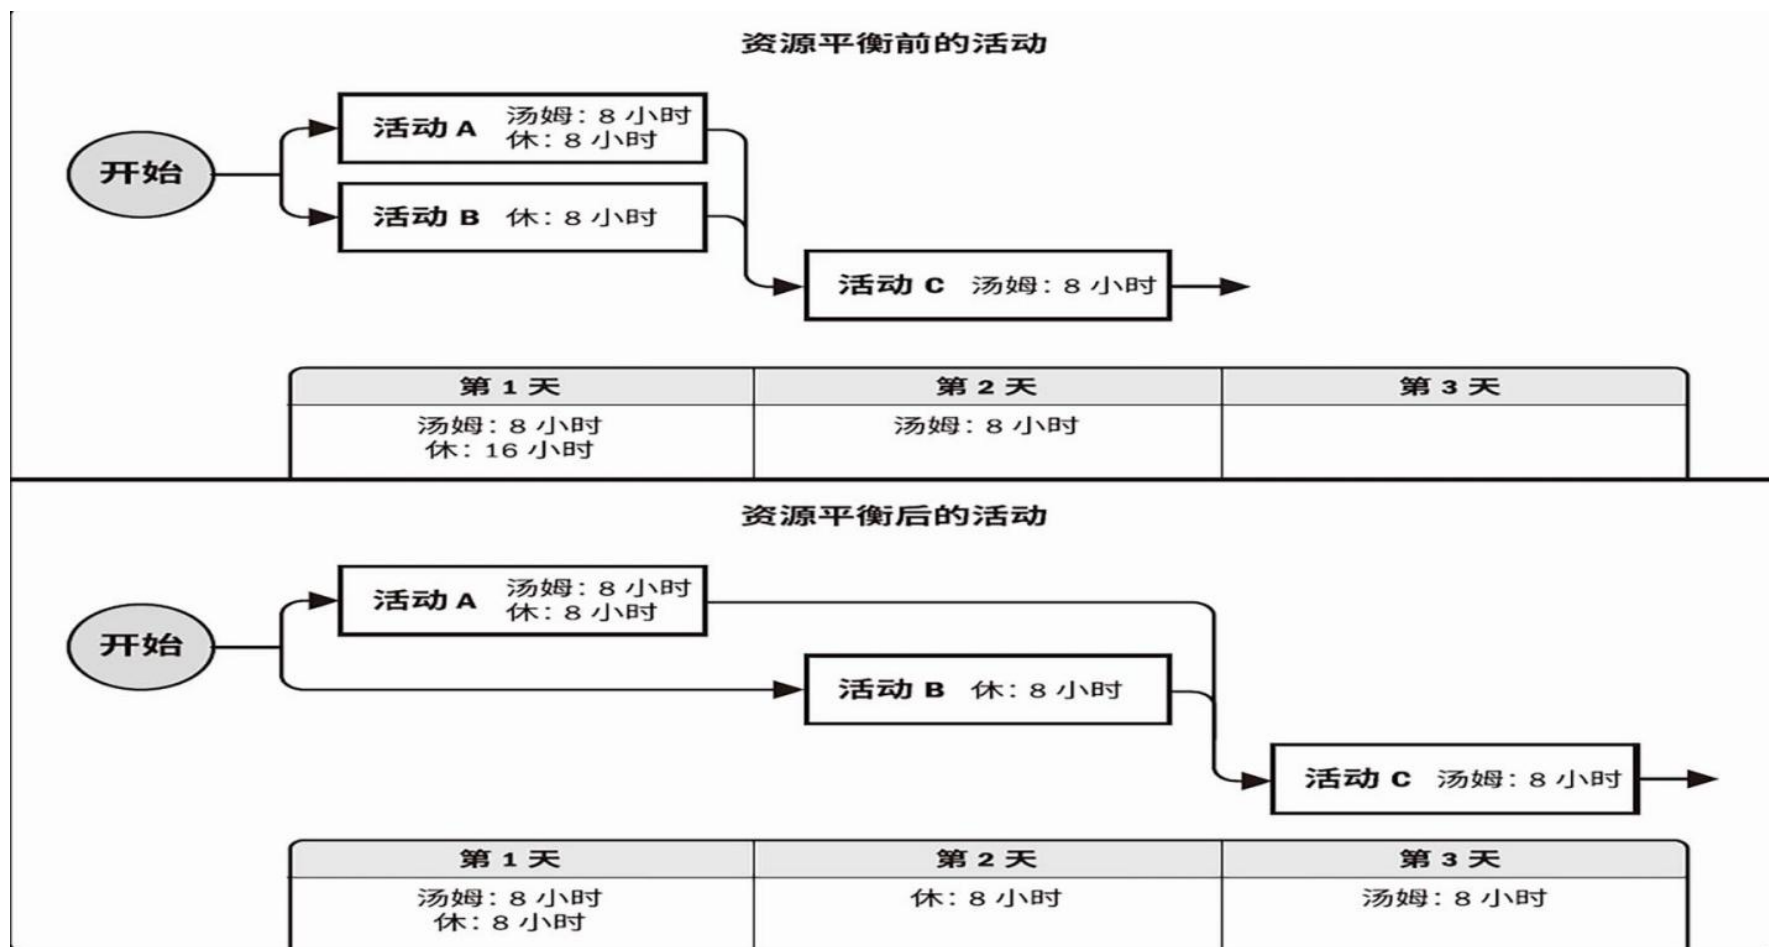 资源平衡前的活动
开始
活动 A 汤姆：8 小时
休：8 小时
活动 B 休：8 小时
活动 C 汤姆：8 小时
第 1 天 第 2 天 第 3 天
汤姆：8 小时 汤姆：8 小时
休：16 小时
资源平衡后的活动
开始
活动 A 汤姆：8 小时
休：8 小时
活动 B 休：8 小时
活动 C 汤姆：8 小时
第 1 天 第 2 天 第 3 天
汤姆：8 小时 休：8 小时 汤姆：8 小时
休：8 小时